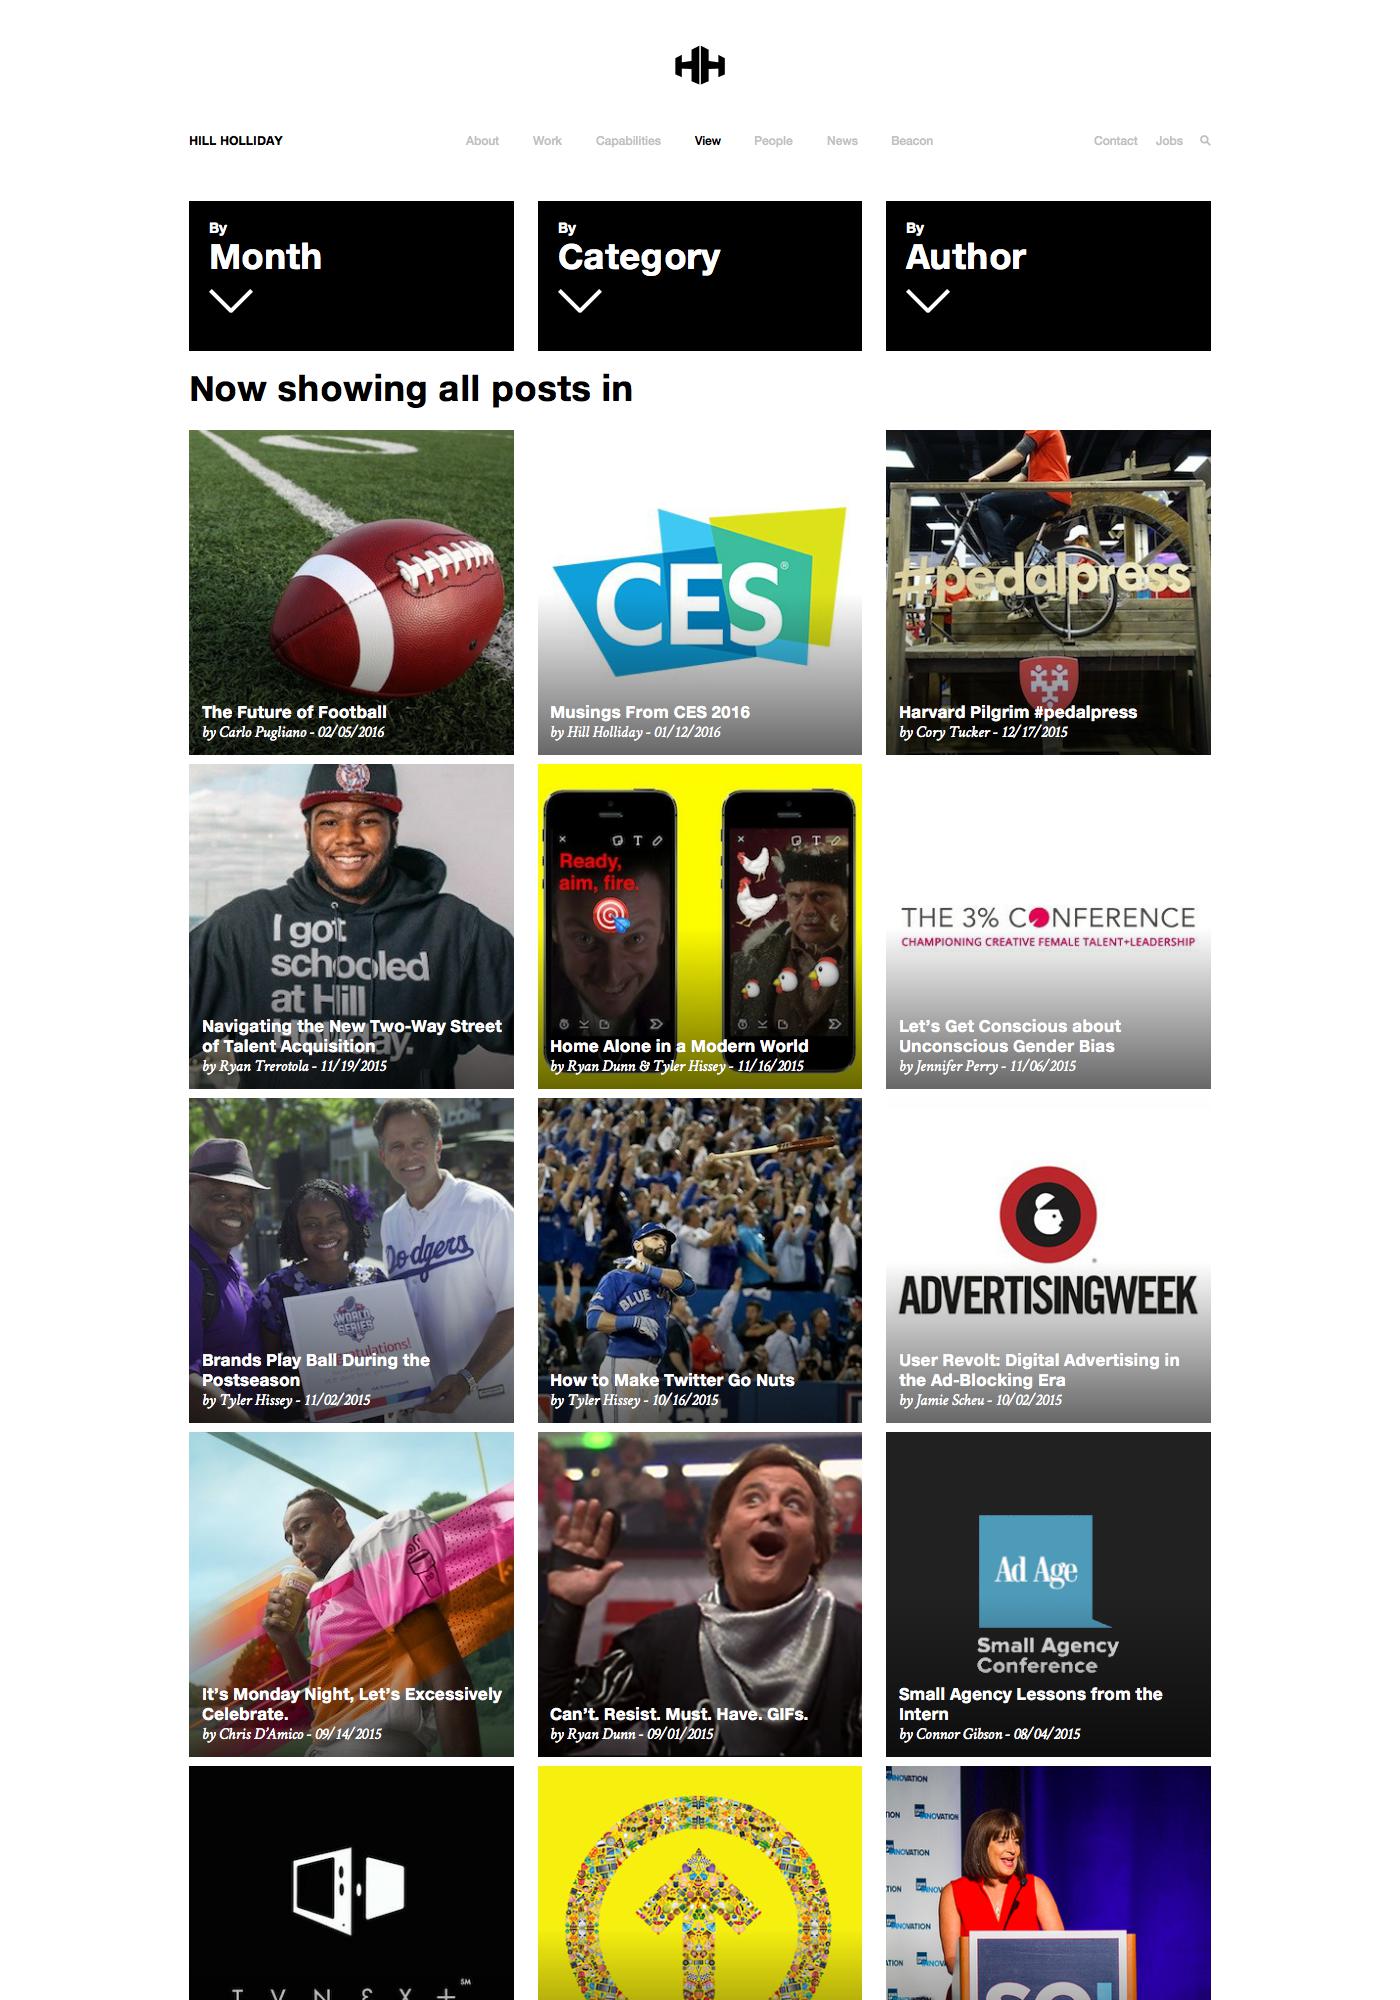 HILL HOLLIDAY
About
Work
Capabilities
View
People
News
Beacon
Contact
Jobs
By
Month
By
Category
By
Author
Now showing all posts in
The Future of Football
by Carlo Pugliano - 02/05/2016
CES®
Musings From CES 2016
by Hill Holliday - 01/12/2016
#pedalpress
Harvard Pilgrim #pedalpress
by Cory Tucker - 12/17/2015
I got
schooled
at Hill
Holliday.
Navigating the New Two-Way Street
of Talent Acquisition
by Ryan Trerotola - 11/19/2015
Ready,
aim, fire.
T
T
Home Alone in a Modern World
by Ryan Dunn & Tyler Hissey - 11/16/2015
THE 3% CONFERENCE
CHAMPIONING CREATIVE FEMALE TALENT+LEADERSHIP
Let's Get Conscious about
Unconscious Gender Bias
by Jennifer Perry - 11/06/2015
Dodgers
WORLD
SERIES
Brands Play Ball During the
Postseason
by Tyler Hissey - 11/02/2015
BLUE
How to Make Twitter Go Nuts
by Tyler Hissey - 10/16/2015
ADVERTISINGWEEK
User Revolt: Digital Advertising in
the Ad-Blocking Era
by Jamie Scheu - 10/02/2015
It's Monday Night, Let's Excessively
Celebrate.
by Chris D'Amico - 09/14/2015
Can't. Resist. Must. Have. GIFs.
by Ryan Dunn - 09/01/2015
Ad Age
Small Agency
Conference
Small Agency Lessons from the
Intern
by Connor Gibson - 08/04/2015
INNOVATION
INNOVATION